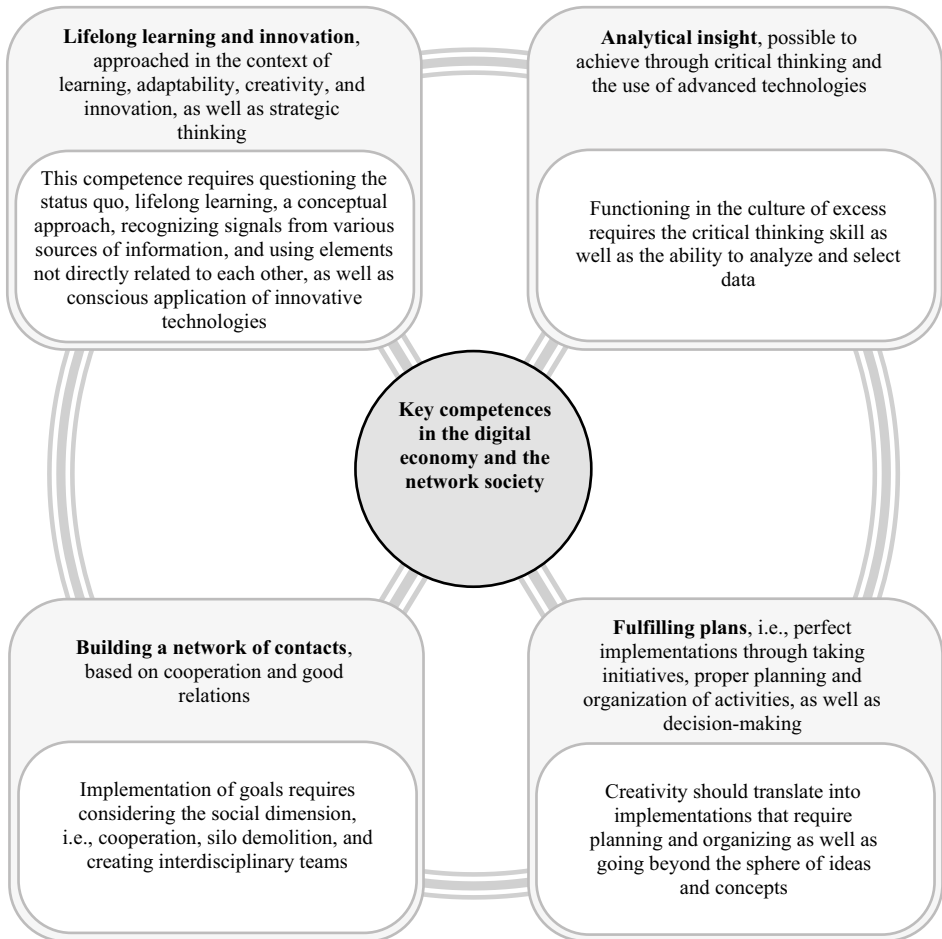 Lifelong learning and innovation,
approached in the context of
learning, adaptability, creativity, and
innovation, as well as strategic
thinking
This competence requires questioning the
status quo, lifelong learning, a conceptual
approach, recognizing signals from various
sources of information, and using elements
not directly related to each other, as well as
conscious application of innovative
technologies
Analytical insight, possible to
achieve through critical thinking and
the use of advanced technologies
Functioning in the culture of excess
requires the critical thinking skill as
well as the ability to analyze and select
data
Key competences
in the digital
economy and the
network society
Building a network of contacts,
based on cooperation and good
relations
Implementation of goals requires
considering the social dimension,
i.e., cooperation, silo demolition, and
creating interdisciplinary teams
Fulfilling plans, i.e., perfect
implementations through taking
initiatives, proper planning and
organization of activities, as well as
decision-making
Creativity should translate into
implementations that require
planning and organizing as well as
going beyond the sphere of ideas
and concepts